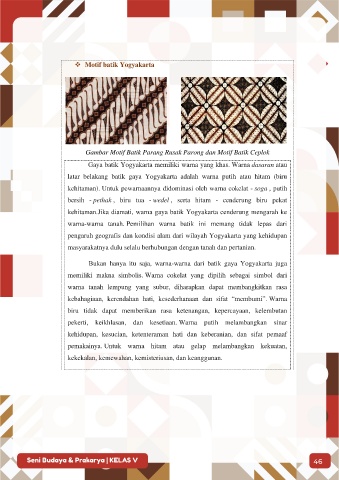 ❖ Motif batik Yogyakarta
Gambar Motif Batik Parang Rusak Parong dan Motif Batik Ceplok
Gaya batik Yogyakarta memiliki warna yang khas. Warna dasaran atau
latar belakang batik gaya Yogyakarta adalah warna putih atau hitam (biru
kehitaman). Untuk pewarnaannya didominasi oleh warna cokelat - soga , putih
bersih - pethak , biru tua - wedel , serta hitam - cenderung biru pekat
kehitaman.Jika diamati, warna gaya batik Yogyakarta cenderung mengarah ke
warna-warna tanah. Pemilihan warna batik ini memang tidak lepas dari
pengaruh geografis dan kondisi alam dari wilayah Yogyakarta yang kehidupan
masyarakatnya dulu selalu berhubungan dengan tanah dan pertanian.
Bukan hanya itu saja, warna-warna dari batik gaya Yogyakarta juga
memiliki makna simbolis. Warna cokelat yang dipilih sebagai simbol dari
warna tanah lempung yang subur, diharapkan dapat membangkitkan rasa
kebahagiaan, kerendahan hati, kesederhanaan dan sifat “membumi”. Warna
biru tidak dapat memberikan rasa ketenangan, kepercayaan, kelembutan
pekerti, keikhlasan, dan kesetiaan. Warna putih melambangkan sinar
kehidupan, kesucian, ketenteraman hati dan keberanian, dan sifat pemaaf
pemakainya. Untuk warna hitam atau gelap melambangkan kekuatan,
kekekalan, kemewahan, kemisteriusan, dan keanggunan.
Seni Budaya & Prakarya | KELAS V
46